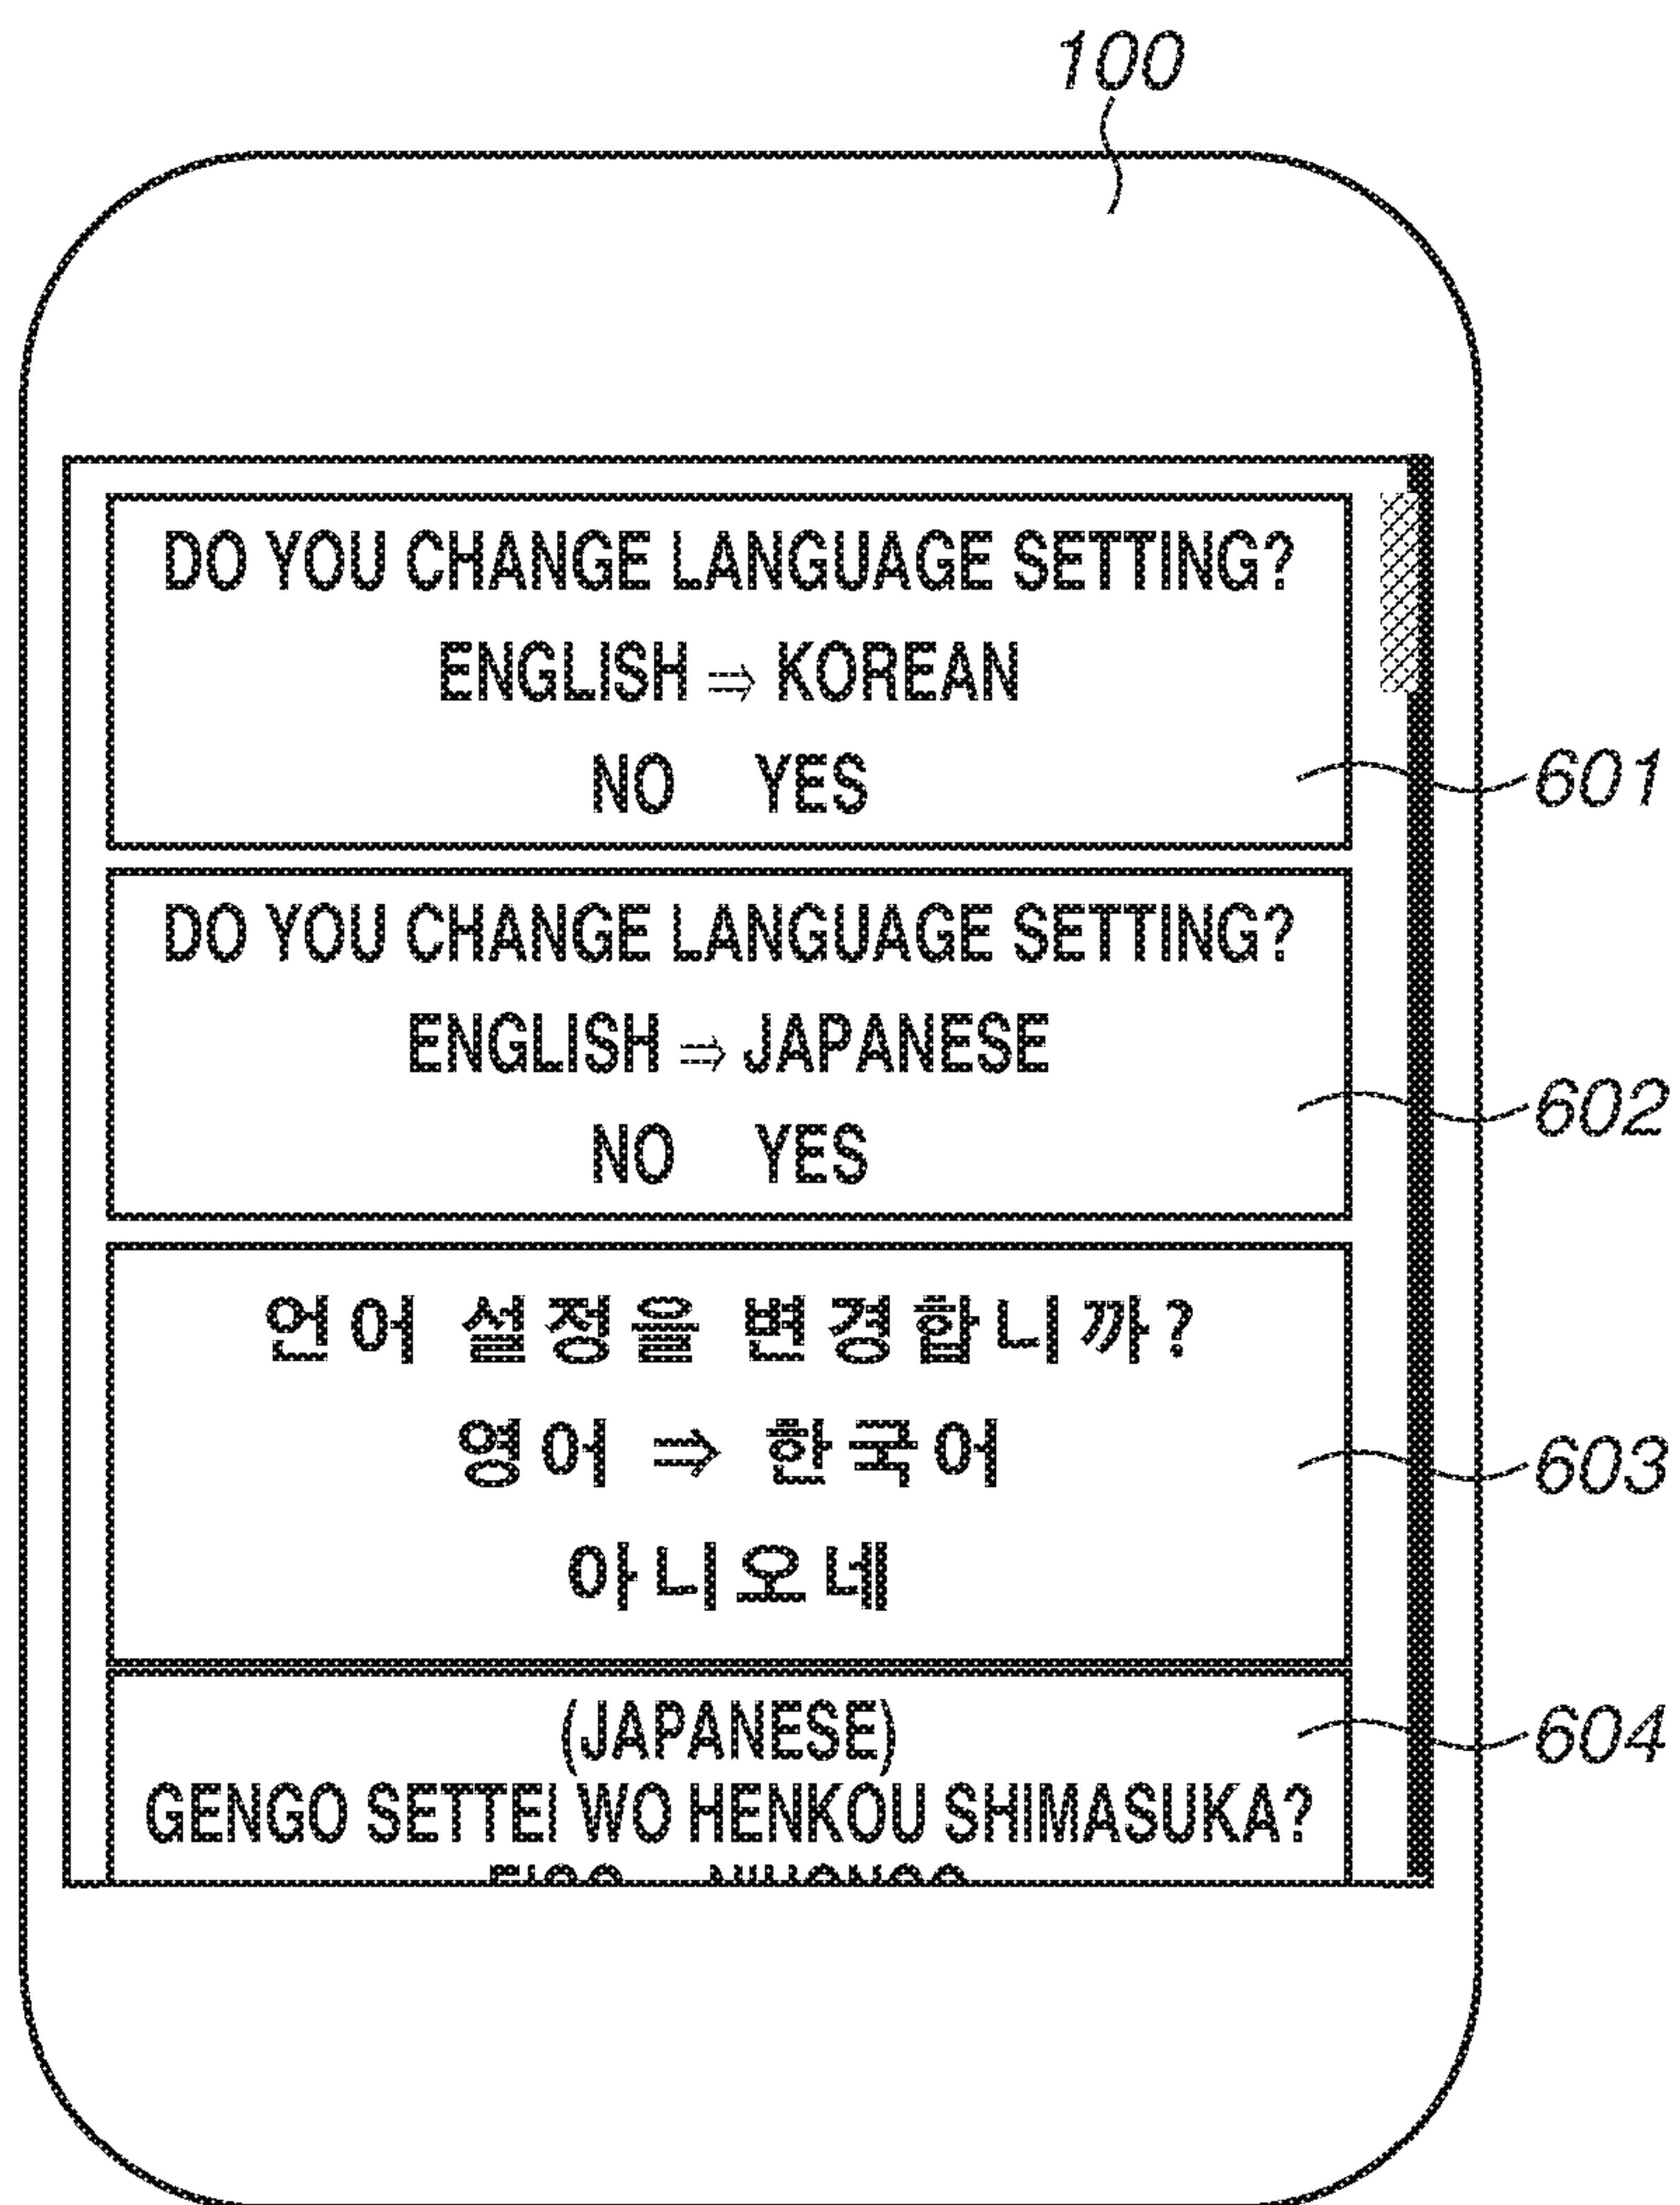 100
DO YOU CHANGE LANGUAGE SETTING?
ENGLISH ⇒ KOREAN
NO YES
601
DO YOU CHANGE LANGUAGE SETTING?
ENGLISH ⇒ JAPANESE
NO YES
602
언어 설정을 변경합니까?
영어 ⇒ 한국어
아니오네
603
(JAPANESE)
604
GENGO SETTEI WO HENKOU SHIMASUKA?